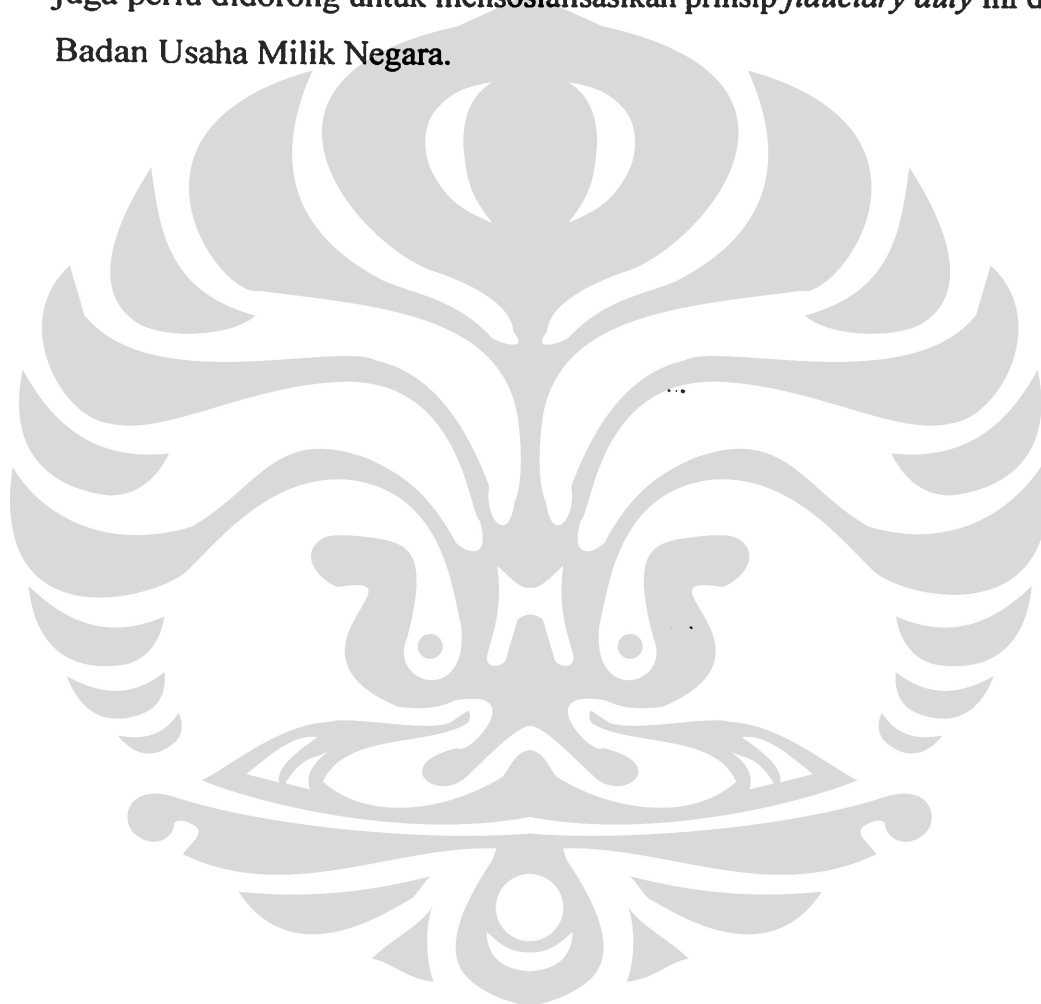 juga perlu didorong untuk mensosialisasikan prinsip fiduciary duty ini
Badan Usaha Milik Negara.